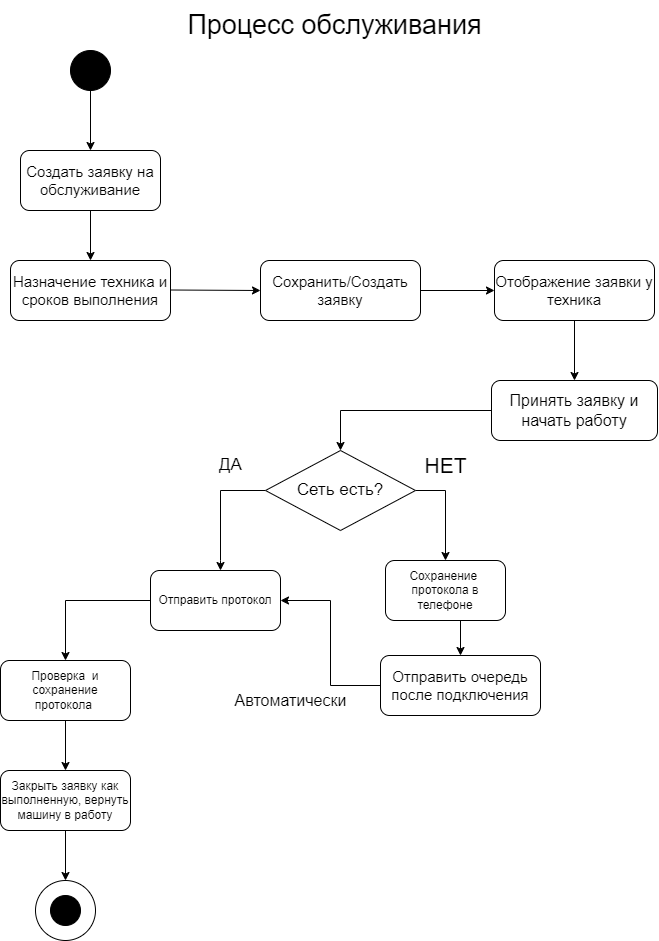 Процесс обслуживания
Создать заявку на
обслуживание
Назначение техника и
сроков выполнения
Сохранить/Создать
заявку
Отображение заявки у
техника
Принять заявку и
начать работу
ДА
НЕТ
Сеть есть?
Отправить протокол
Сохранение
протокола в
телефоне
Проверка и
сохранение
протокола
Отправить очередь
после подключения
Автоматически
Закрыть заявку как
выполненную, вернуть
машину в работу